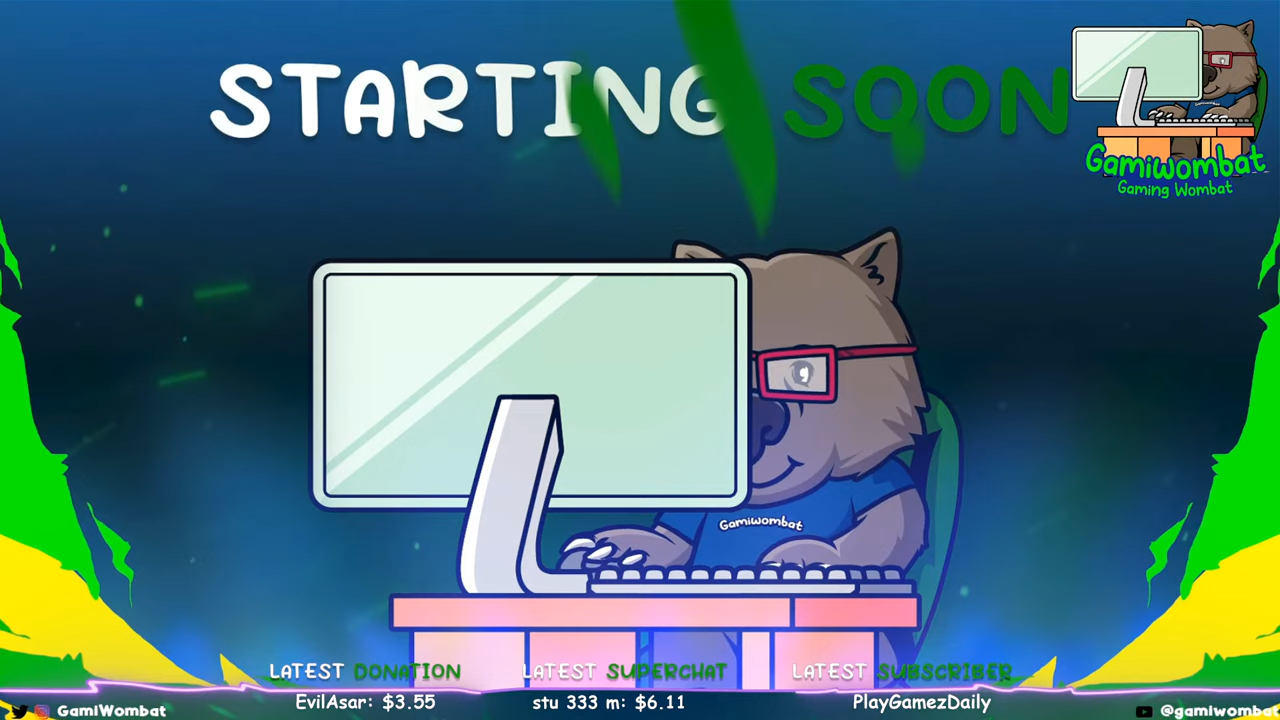 STARTING SOON
Gamiwombat
Gaming Wombat
Gamiwombat
LATEST DONATION
EvilAsar: $3.55
LATEST SUPERCHAT
stu 333 m: $6.11
LATEST SUBSCRIBER
PlayGamezDaily
GamiWombat
@gamiwombat